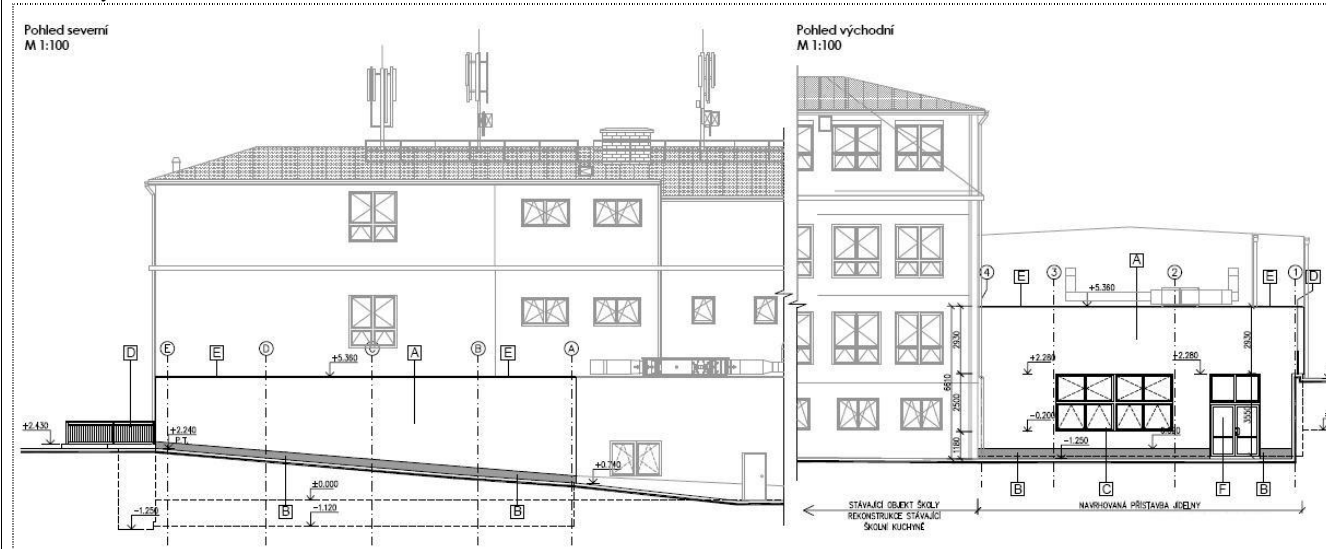 Pohled severní
M 1:100
Pohled východní
M 1:100
E
D
C
B
A
D
E
A
E
+5.360
+2.430
+2.240
P.T.
+0.740
±0.000
-1.120
-1.250
B
B
4
3
2
1
E
A
E
D
+5.360
2930
2930
+2.280
+2.280
6610
2500
3550
-0.200
1180
-1.250
B
C
F
B
STÁVAJÍCÍ OBJEKT ŠKOLY
REKONSTRUKCE STÁVAJÍCÍ
ŠKOLNÍ KUCHYNĚ
NAVRHOVANÁ PŘÍSTAVBA JÍDELNY